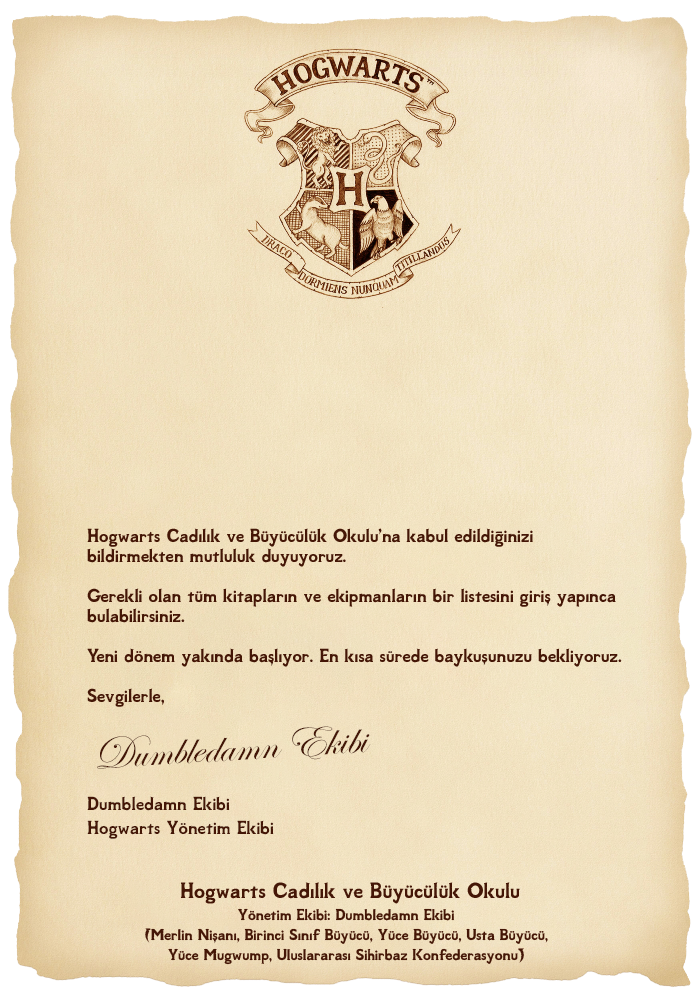 HOGWARTS™
H
DRACO DORMIENS NUNQUAM TITILLANDUS
Hogwarts Cadılık ve Büyücülük Okulu'na kabul edildiğinizi
bildirmekten mutluluk duyuyoruz.
Gerekli olan tüm kitapların ve ekipmanların bir listesini giriş yapınca
bulabilirsiniz.
Yeni dönem yakında başlıyor. En kısa sürede baykuşunuzu bekliyoruz.
Sevgilerle,
Dumbledamn Ekibi
Dumbledamn Ekibi
Hogwarts Yönetim Ekibi
Hogwarts Cadılık ve Büyücülük Okulu
Yönetim Ekibi: Dumbledamn Ekibi
(Merlin Nişanı, Birinci Sınıf Büyücü, Yüce Büyücü, Usta Büyücü,
Yüce Mugwump, Uluslararası Sihirbaz Konfederasyonu)